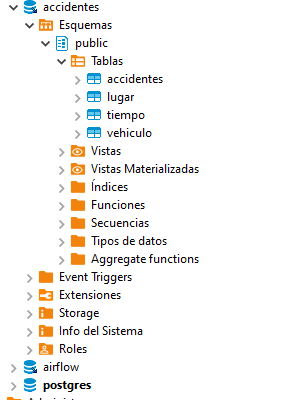 accidentes
Esquemas
public
Tablas
accidentes
lugar
tiempo
vehiculo
Vistas
Vistas Materializadas
Índices
Funciones
Secuencias
Tipos de datos
Aggregate functions
Event Triggers
Extensiones
Storage
Info del Sistema
Roles
airflow
postgres